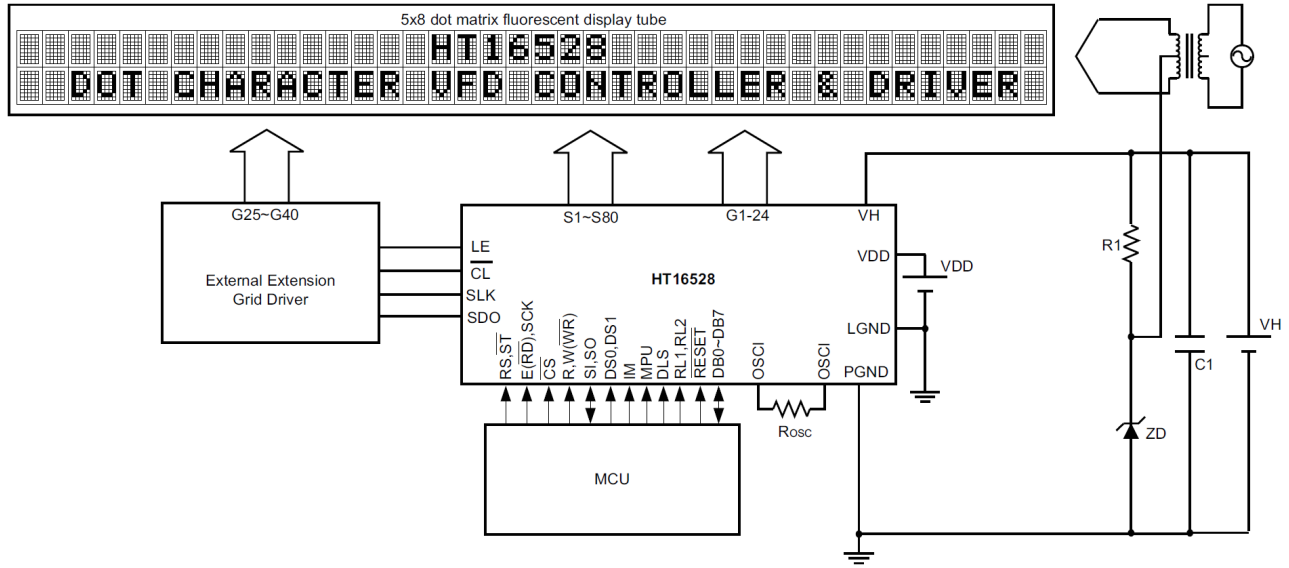 5x8 dot matrix fluorescent display tube
HT16528
DOT CHARACTER VFD CONTROLLER & DRIVER
G25~G40
S1~S80
G1-24
VH
External Extension
Grid Driver
LE
CL
SLK
SDO
HT16528
VDD
VDD
LGND
PGND
RS,ST
E(RD),SCK
CS
R,W(WR)
SI,SO
DS0,DS1
IM
MPU
DLS
RL1,RL2
RESET
DB0~DB7
OSCI
OSCI
ROSC
MCU
R1
ZD
C1
VH